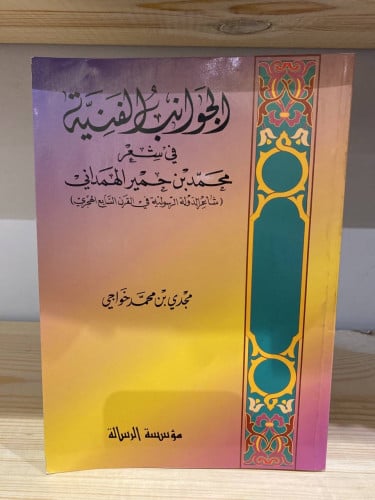 الجوانب الفنية
في شعر
محمد بن حمير الهمداني
(شاعر الدولة الرسولية في القرن السابع الهجري)
مجدي بن محمد خواجي
مؤسسة الرسالة